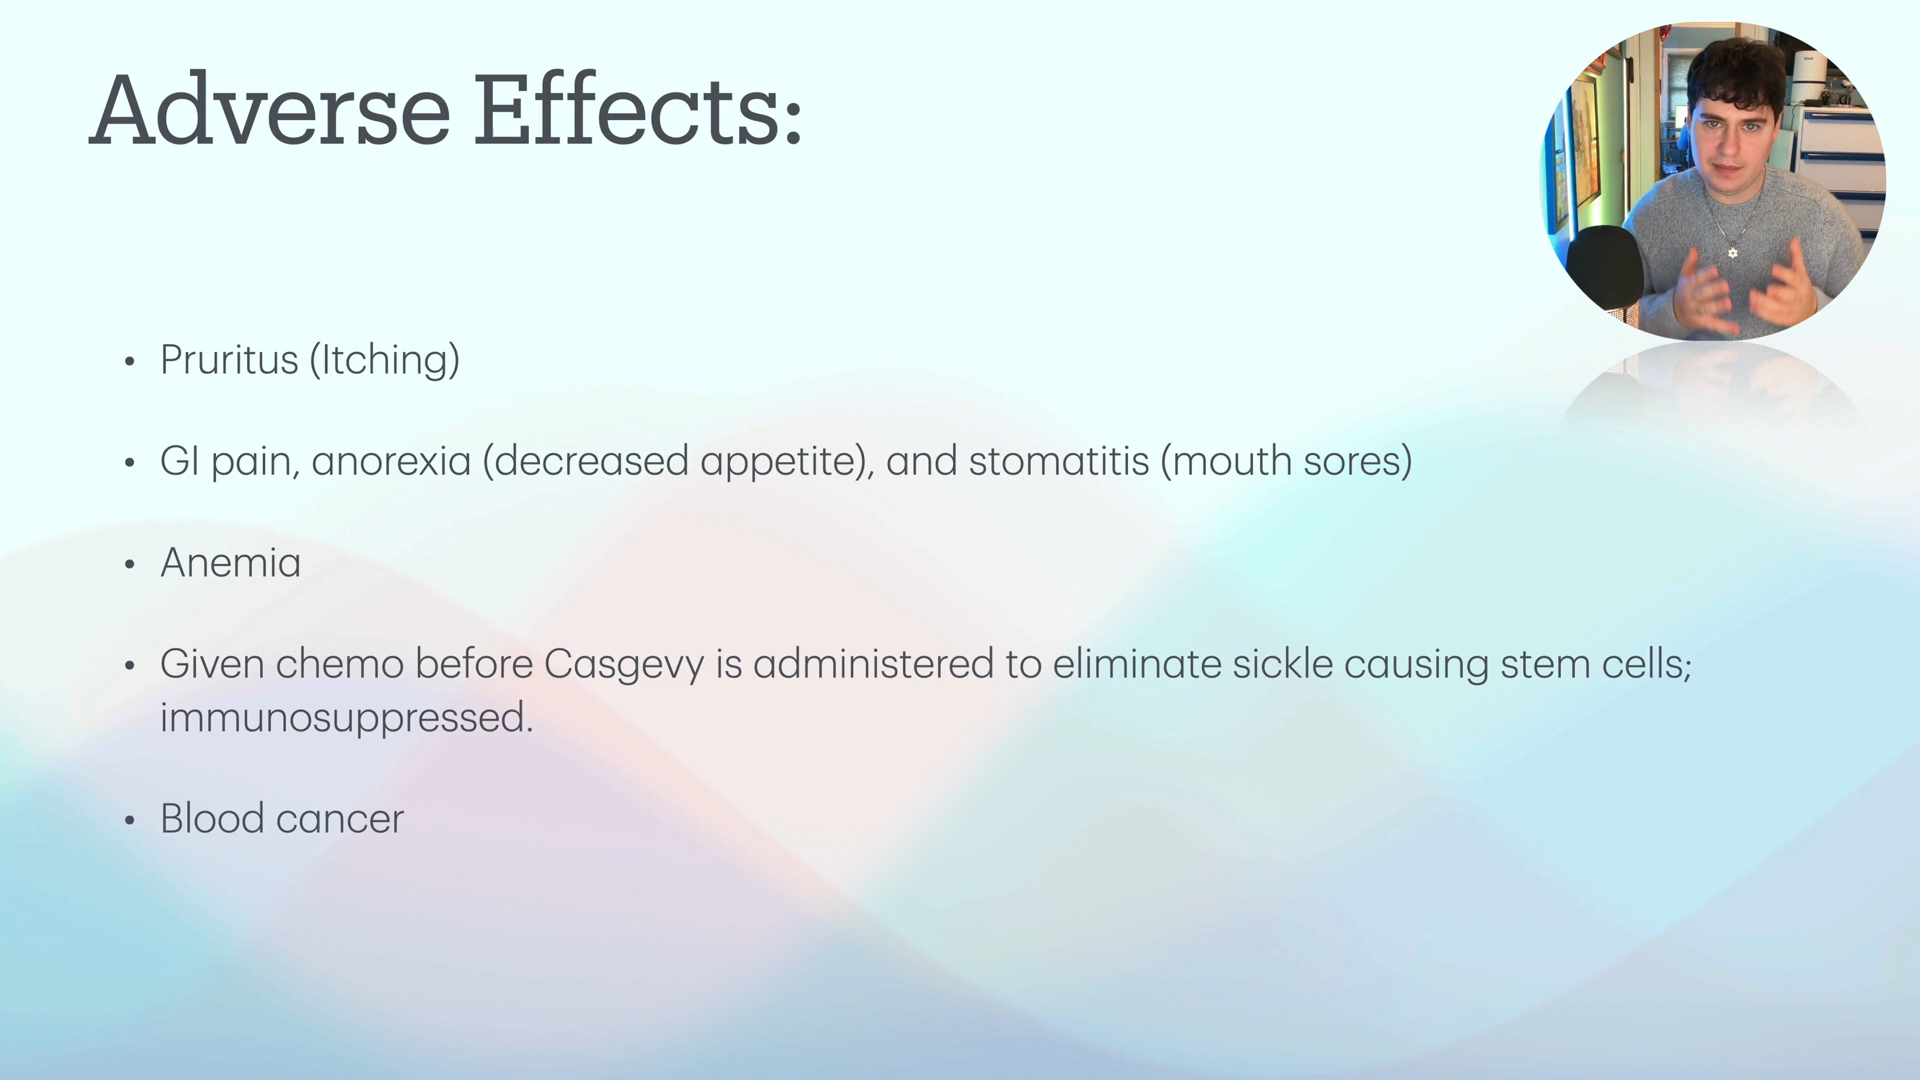 Adverse Effects:
• Pruritus (Itching)
• GI pain, anorexia (decreased appetite), and stomatitis (mouth sores)
• Anemia
• Given chemo before Casgevy is administered to eliminate sickle causing stem cells;
immunosuppressed.
• Blood cancer